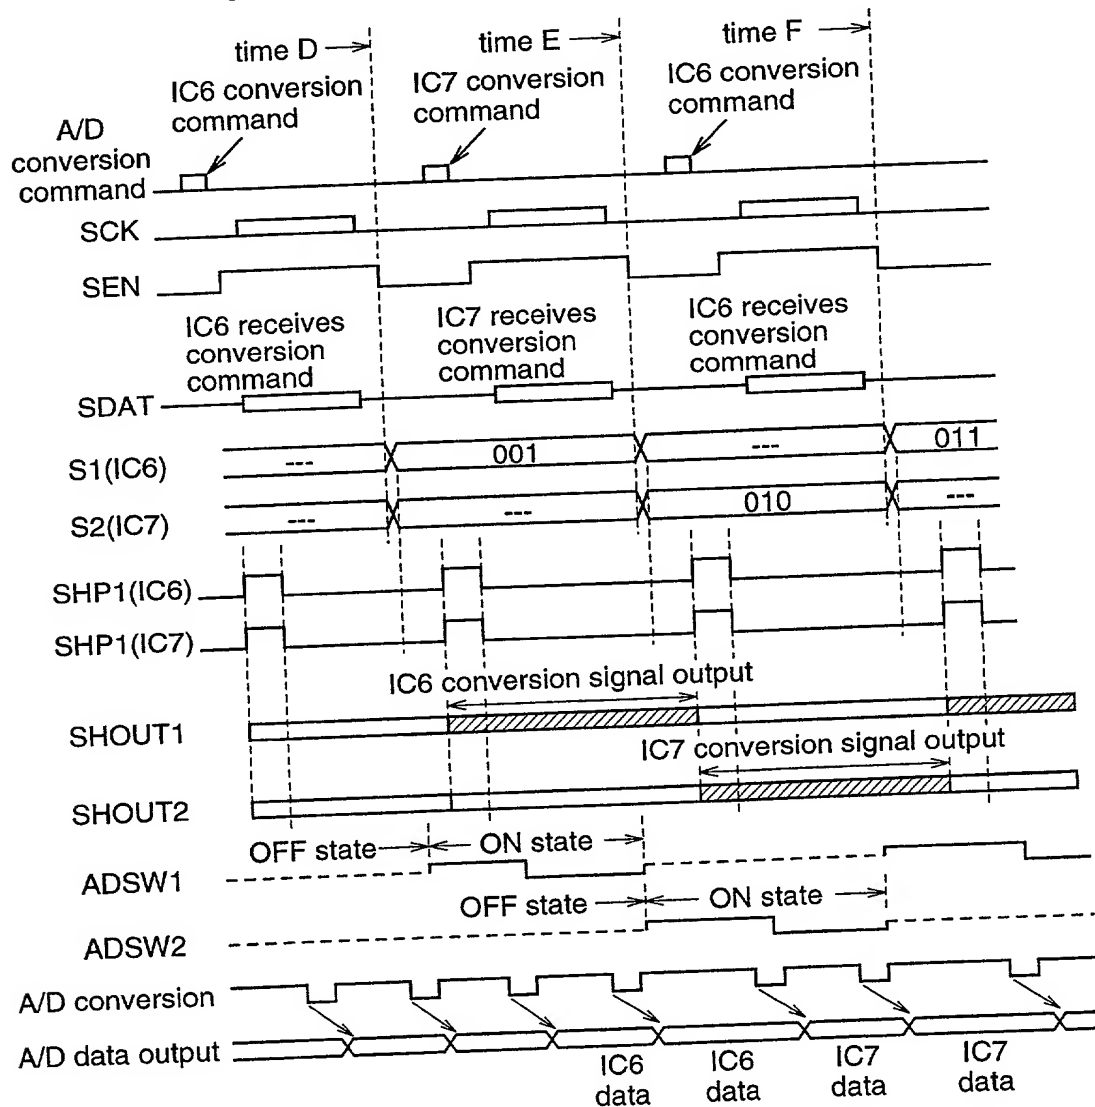 time D
time E
time F
IC6 conversion
command
IC7 conversion
command
IC6 conversion
command
A/D
conversion
command
SCK
SEN
IC6 receives
conversion
command
IC7 receives
conversion
command
IC6 receives
conversion
command
SDAT
S1(IC6)
---
001
---
011
S2(IC7)
---
---
010
---
SHP1(IC6)
SHP1(IC7)
IC6 conversion signal output
SHOUT1
IC7 conversion signal output
SHOUT2
OFF state
ON state
ADSW1
OFF state
ON state
ADSW2
A/D conversion
A/D data output
IC6
data
IC6
data
IC7
data
IC7
data